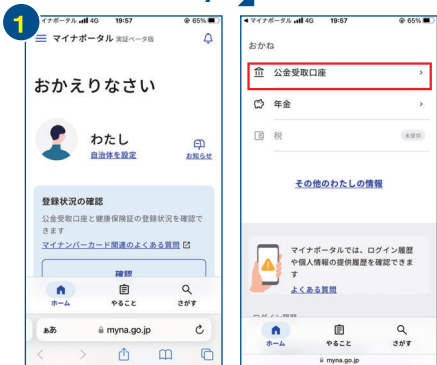 1
イナポータル 4G 19:57 65%
マイナポータル 実証ベータ版
おかえりなさい
わたし
自治体を設定
お知らせ
登録状況の確認
公金受取口座と健康保険証の登録状況を確認で
きます
マイナンバーカード関連のよくある質問
確認
ホーム やること さがす
ぁあ myna.go.jp
マイナポータル 4G 19:57 65%
おかね
公金受取口座
年金
税 未提供
その他のわたしの情報
マイナポータルでは、ログイン履歴
や個人情報の提供履歴を確認できま
す
よくある質問
ホーム やること さがす
myna.go.jp